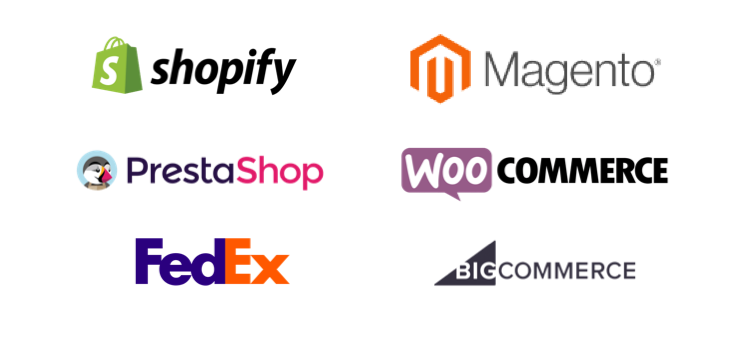 shopify
Magento®
PrestaShop
WOO COMMERCE
FedEx
BIGCOMMERCE